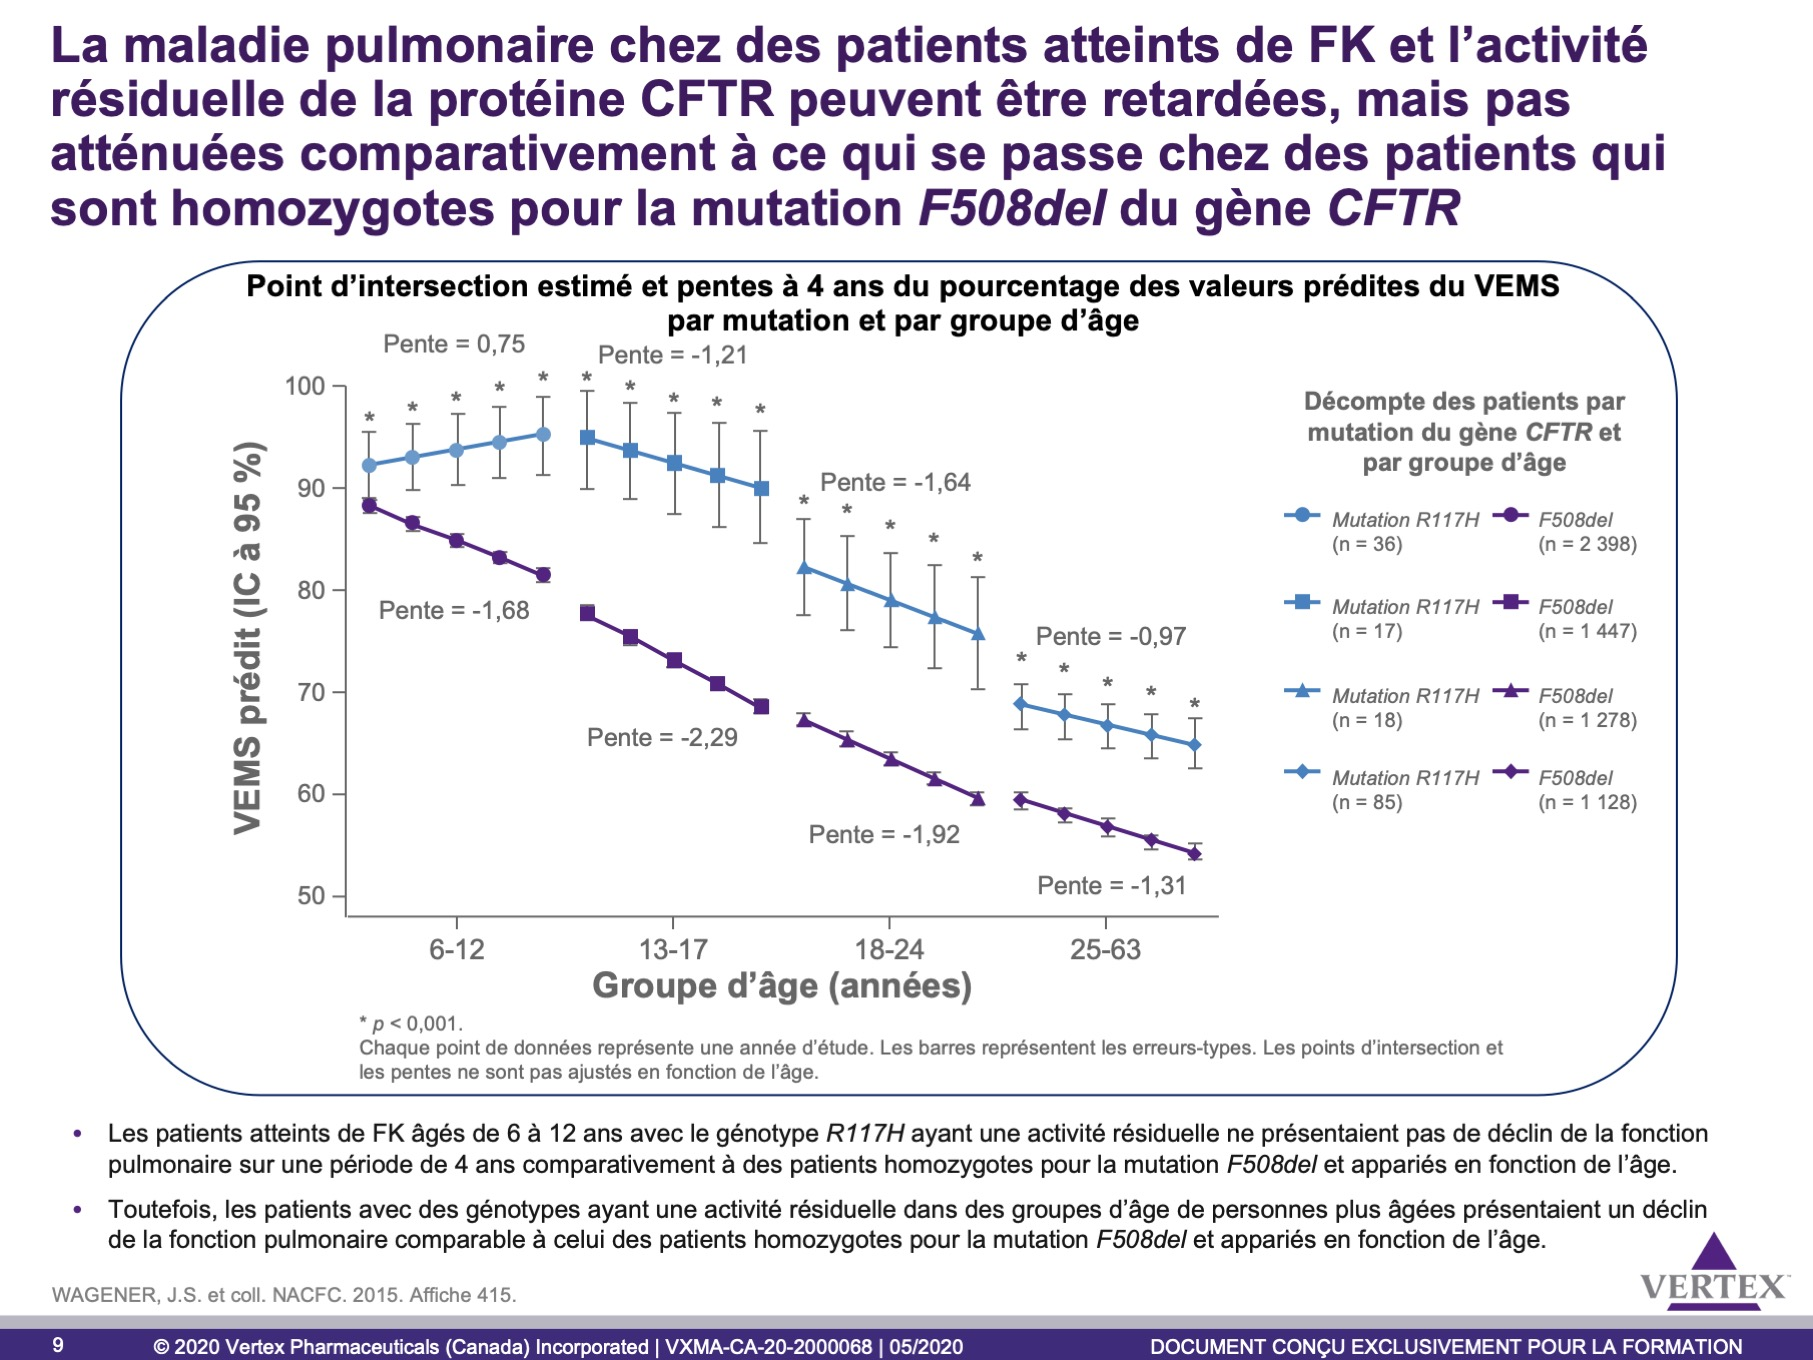 La maladie pulmonaire chez des patients atteints de FK et l’activité
résiduelle de la protéine CFTR peuvent être retardées, mais pas
atténuées comparativement à ce qui se passe chez des patients qui
sont homozygotes pour la mutation F508del du gène CFTR
Point d’intersection estimé et pentes à 4 ans du pourcentage des valeurs prédites du VEMS
par mutation et par groupe d’âge
Pente = 0,75
Pente = -1,21
Pente = -1,64
Pente = -0,97
Pente = -1,68
Pente = -2,29
Pente = -1,92
Pente = -1,31
* * * * * * * * * *
* * * * *
* * * * *
VEMS prédit (IC à 95 %)
100
90
80
70
60
50
6-12 13-17 18-24 25-63
Groupe d’âge (années)
Décompte des patients par
mutation du gène CFTR et
par groupe d’âge
Mutation R117H F508del
(n = 36) (n = 2 398)
Mutation R117H F508del
(n = 17) (n = 1 447)
Mutation R117H F508del
(n = 18) (n = 1 278)
Mutation R117H F508del
(n = 85) (n = 1 128)
* p < 0,001.
Chaque point de données représente une année d’étude. Les barres représentent les erreurs-types. Les points d’intersection et
les pentes ne sont pas ajustés en fonction de l’âge.
• Les patients atteints de FK âgés de 6 à 12 ans avec le génotype R117H ayant une activité résiduelle ne présentaient pas de déclin de la fonction
pulmonaire sur une période de 4 ans comparativement à des patients homozygotes pour la mutation F508del et appariés en fonction de l’âge.
• Toutefois, les patients avec des génotypes ayant une activité résiduelle dans des groupes d’âge de personnes plus âgées présentaient un déclin
de la fonction pulmonaire comparable à celui des patients homozygotes pour la mutation F508del et appariés en fonction de l’âge.
WAGENER, J.S. et coll. NACFC. 2015. Affiche 415.
VERTEX™
9 © 2020 Vertex Pharmaceuticals (Canada) Incorporated | VXMA-CA-20-2000068 | 05/2020 DOCUMENT CONÇU EXCLUSIVEMENT POUR LA FORMATION